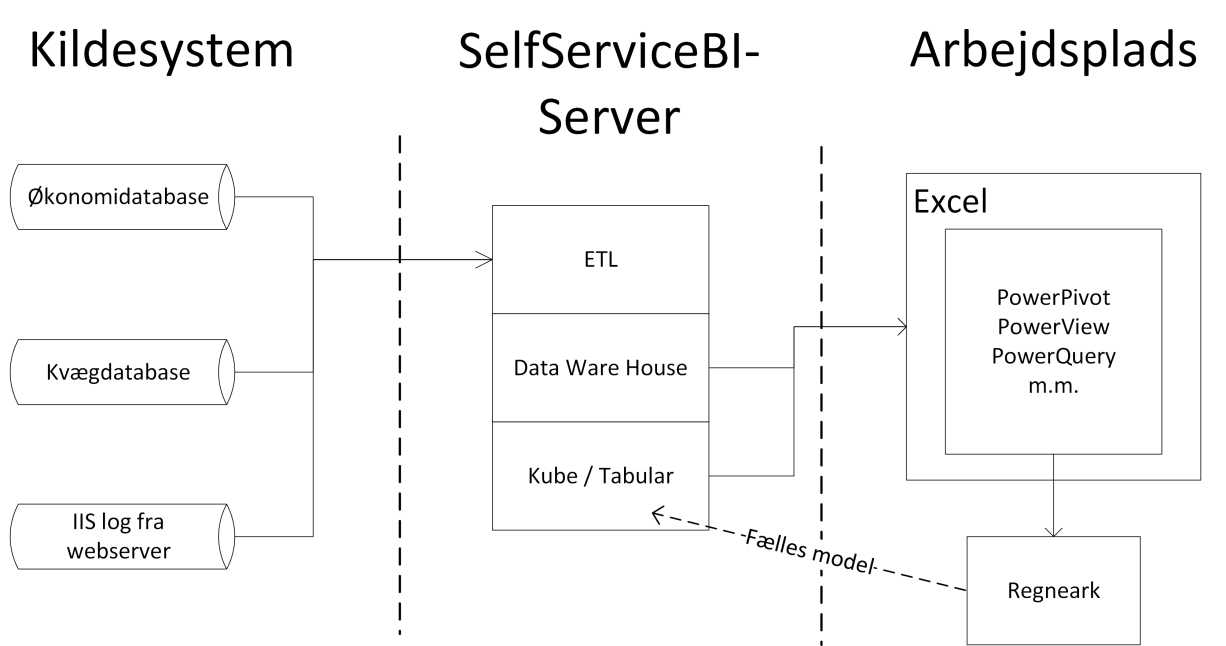 Kildesystem
SelfServiceBI-
Server
Arbejdsplads
Økonomidatabase
Kvægdatabase
IIS log fra
webserver
ETL
Data Ware House
Kube / Tabular
Excel
PowerPivot
PowerView
PowerQuery
m.m.
Fælles model
Regneark